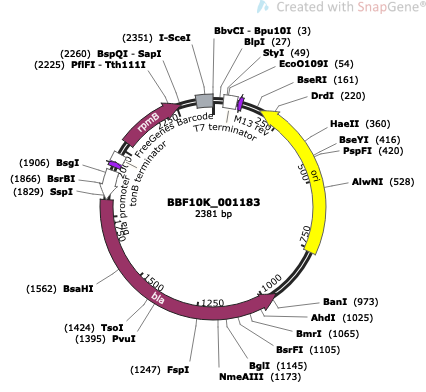 Created with SnapGene®
(2351) I-SceI
BbvCI - Bpu10I (3)
BlpI (27)
StyI (49)
EcoO109I (54)
BseRI (161)
DrdI (220)
HaeII (360)
BseYI (416)
PspFI (420)
AlwNI (528)
BanI (973)
AhdI (1025)
BmrI (1065)
BsrFI (1105)
BglI (1145)
NmeAIII (1173)
(1247) FspI
(1395) PvuI
(1424) TsoI
(1562) BsaHI
(1829) SspI
(1866) BsrBI
(1906) BsgI
(2225) PflFI - Tth111I
(2260) BspQI - SapI
BBF10K_001183
2381 bp
250
500
750
1000
1250
1500
rpmB
FreeGenes Barcode
T7 terminator
M13 rev
ori
bla
bla promoter
tonB terminator